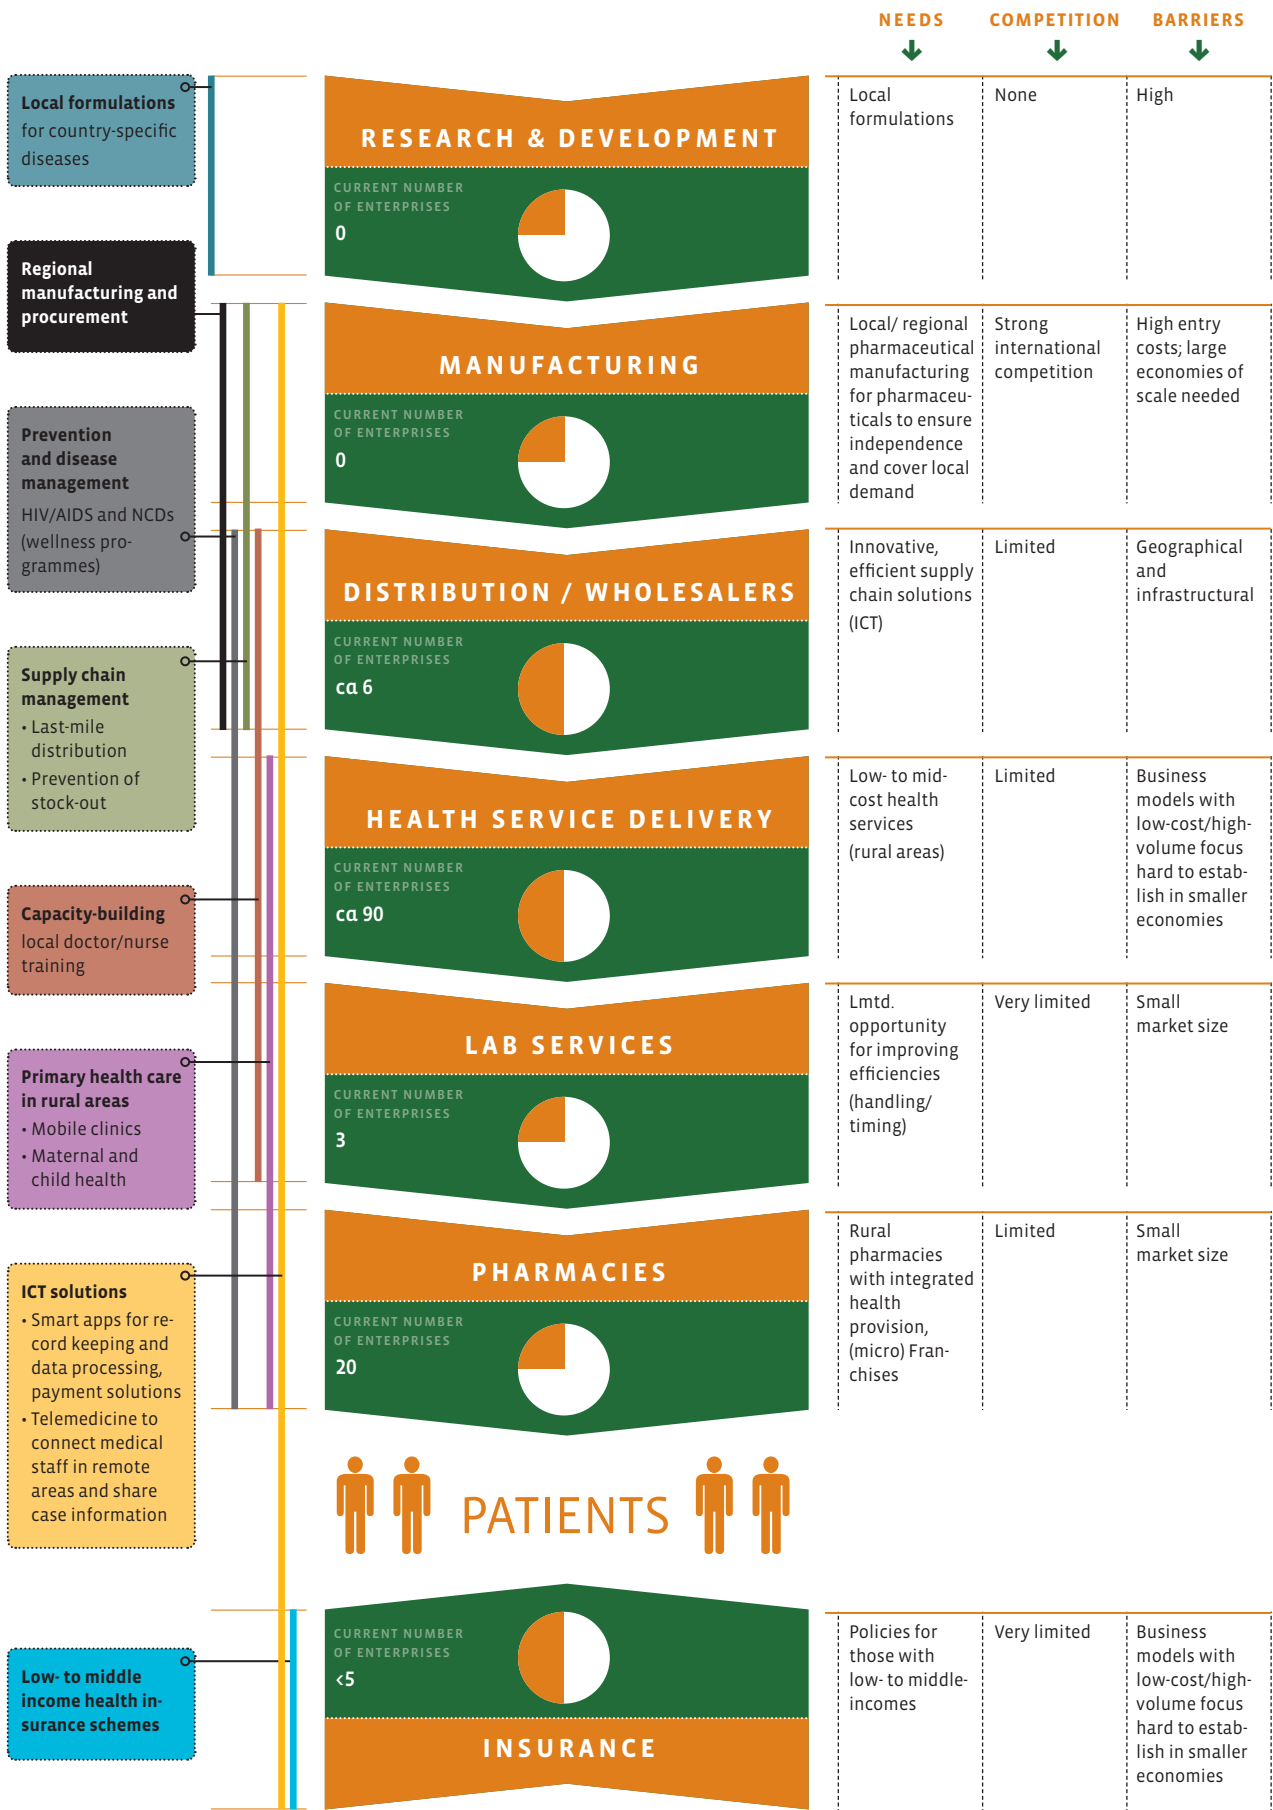 NEEDS
COMPETITION
BARRIERS
Local formulations
for country-specific
diseases
Regional
manufacturing and
procurement
Prevention
and disease
management
HIV/AIDS and NCDs
(wellness pro-
grammes)
Supply chain
management
• Last-mile
distribution
• Prevention of
stock-out
Capacity-building
local doctor/nurse
training
Primary health care
in rural areas
• Mobile clinics
• Maternal and
child health
ICT solutions
• Smart apps for re-
cord keeping and
data processing,
payment solutions
• Telemedicine to
connect medical
staff in remote
areas and share
case information
Low- to middle
income health in-
surance schemes
RESEARCH & DEVELOPMENT
CURRENT NUMBER
OF ENTERPRISES
0
Local
formulations
None
High
MANUFACTURING
CURRENT NUMBER
OF ENTERPRISES
0
Local/ regional
pharmaceutical
manufacturing
for pharmaceu-
ticals to ensure
independence
and cover local
demand
Strong
international
competition
High entry
costs; large
economies of
scale needed
DISTRIBUTION / WHOLESALERS
CURRENT NUMBER
OF ENTERPRISES
ca 6
Innovative,
efficient supply
chain solutions
(ICT)
Limited
Geographical
and
infrastructural
HEALTH SERVICE DELIVERY
CURRENT NUMBER
OF ENTERPRISES
ca 90
Low- to mid-
cost health
services
(rural areas)
Limited
Business
models with
low-cost/high-
volume focus
hard to estab-
lish in smaller
economies
LAB SERVICES
CURRENT NUMBER
OF ENTERPRISES
3
Lmtd.
opportunity
for improving
efficiencies
(handling/
timing)
Very limited
Small
market size
PHARMACIES
CURRENT NUMBER
OF ENTERPRISES
20
Rural
pharmacies
with integrated
health
provision,
(micro) Fran-
chises
Limited
Small
market size
PATIENTS
CURRENT NUMBER
OF ENTERPRISES
<5
INSURANCE
Policies for
those with
low- to middle-
incomes
Very limited
Business
models with
low-cost/high-
volume focus
hard to estab-
lish in smaller
economies